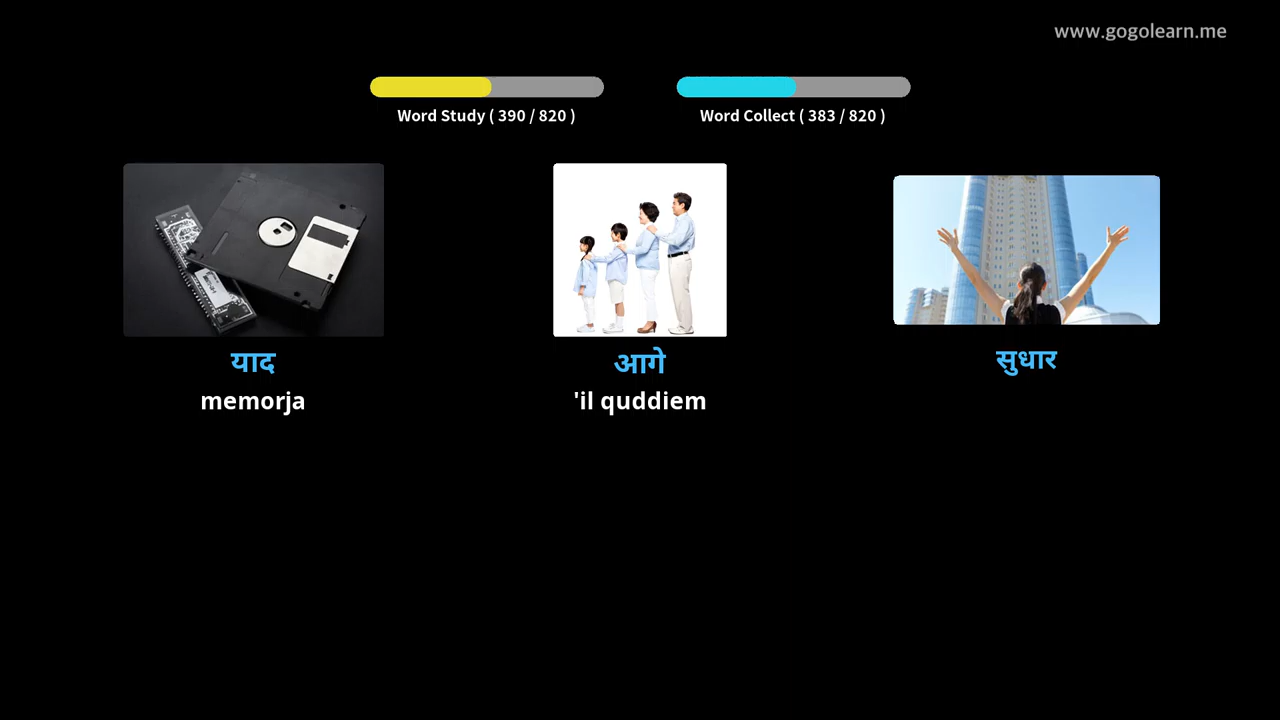 www.gogolearn.me
Word Study ( 390 / 820 )
Word Collect ( 383 / 820 )
याद
memorja
आगे
'il quddiem
सुधार